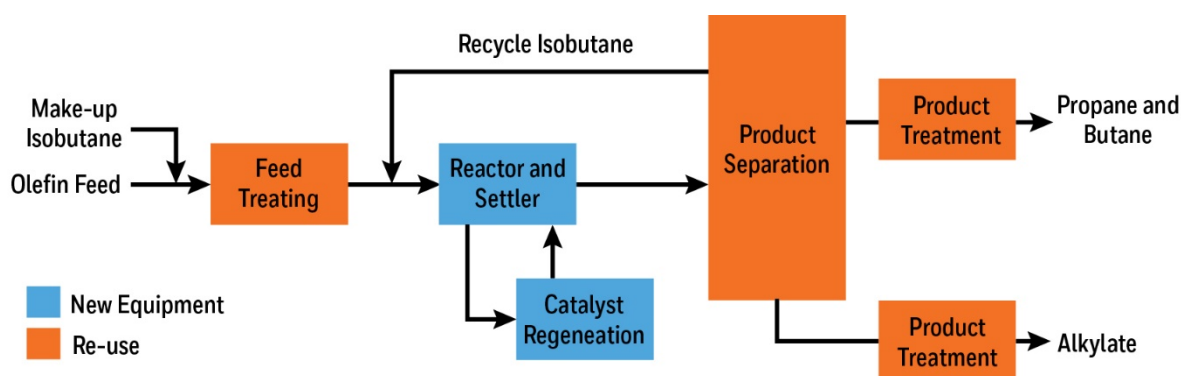 Recycle Isobutane
Make-up
Isobutane
Olefin Feed
Feed
Treating
Reactor and
Settler
Product
Separation
Product
Treatment
Propane and
Butane
Catalyst
Regeneation
New Equipment
Re-use
Product
Treatment
Alkylate